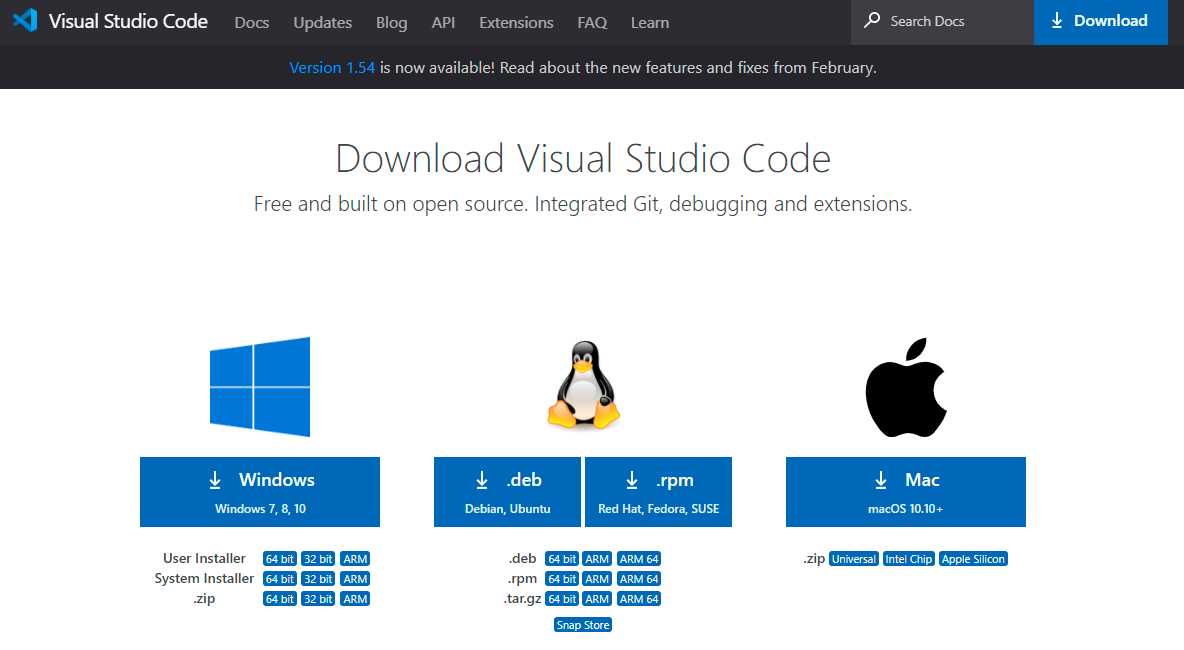 Visual Studio Code Docs Updates Blog API Extensions FAQ Learn Search Docs Download
Version 1.54 is now available! Read about the new features and fixes from February.
Download Visual Studio Code
Free and built on open source. Integrated Git, debugging and extensions.
Windows
Windows 7, 8, 10
User Installer 64 bit 32 bit ARM
System Installer 64 bit 32 bit ARM
.zip 64 bit 32 bit ARM
.deb
Debian, Ubuntu
.rpm
Red Hat, Fedora, SUSE
.deb 64 bit ARM ARM 64
.rpm 64 bit ARM ARM 64
.tar.gz 64 bit ARM ARM 64
Snap Store
Mac
macOS 10.10+
.zip Universal Intel Chip Apple Silicon